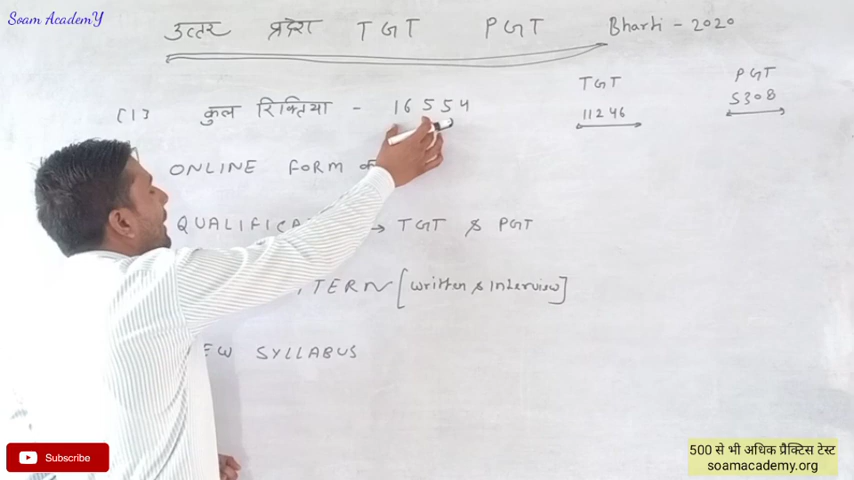 Soam AcademY
उत्तर प्रदेश TGT PGT Bharti - 2020
(1) कुल रिक्तिया - 16554
TGT PGT
11246 5308
ONLINE FORM
QUALIFICA → TGT & PGT
TERN [written & Interview]
EW SYLLABUS
Subscribe
500 से भी अधिक प्रैक्टिस टेस्ट
soamacademy.org